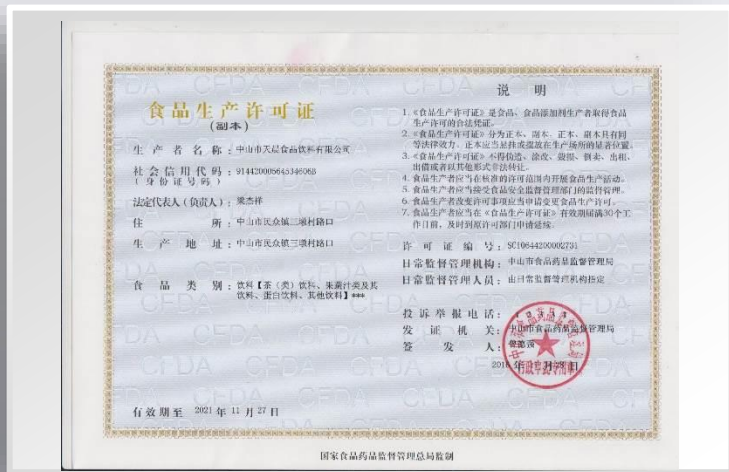 食品生产许可证
(副本)
生产者名称：中山市天晨食品饮料有限公司
社会信用代码：91442000564534606B
（身份证号码）
法定代表人（负责人）：梁杰祥
住所：中山市民众镇三墩村路口
生产地址：中山市民众镇三墩村路口
食品类别：饮料【茶（类）饮料、果蔬汁类及其
饮料、蛋白饮料、其他饮料】***
有效期至 2021 年 11 月 27 日
说 明
1.《食品生产许可证》是食品、食品添加剂生产者取得食品
生产许可的合法凭证。
2.《食品生产许可证》分为正本、副本。正本、副本具有同
等法律效力。正本应当悬挂或摆放在生产场所的显著位置。
3.《食品生产许可证》不得伪造、涂改、毁损、倒卖、出租、
出借或者以其他形式非法转让。
4.食品生产者应当在核准的许可范围内开展食品生产活动。
5.食品生产者应当接受食品安全监督管理部门的监督管理。
6.食品生产者改变许可事项应当申请变更食品生产许可。
7.食品生产者应当在《食品生产许可证》有效期届满30个工
作日前，及时到原许可部门申请延续。
许可证编号：SC10644200002731
日常监督管理机构：中山市食品药品监督管理局
日常监督管理人员：由日常监督管理机构指定
投诉举报电话：
发证机关：中山市食品药品监督管理局
签发人：
国家食品药品监督管理总局监制